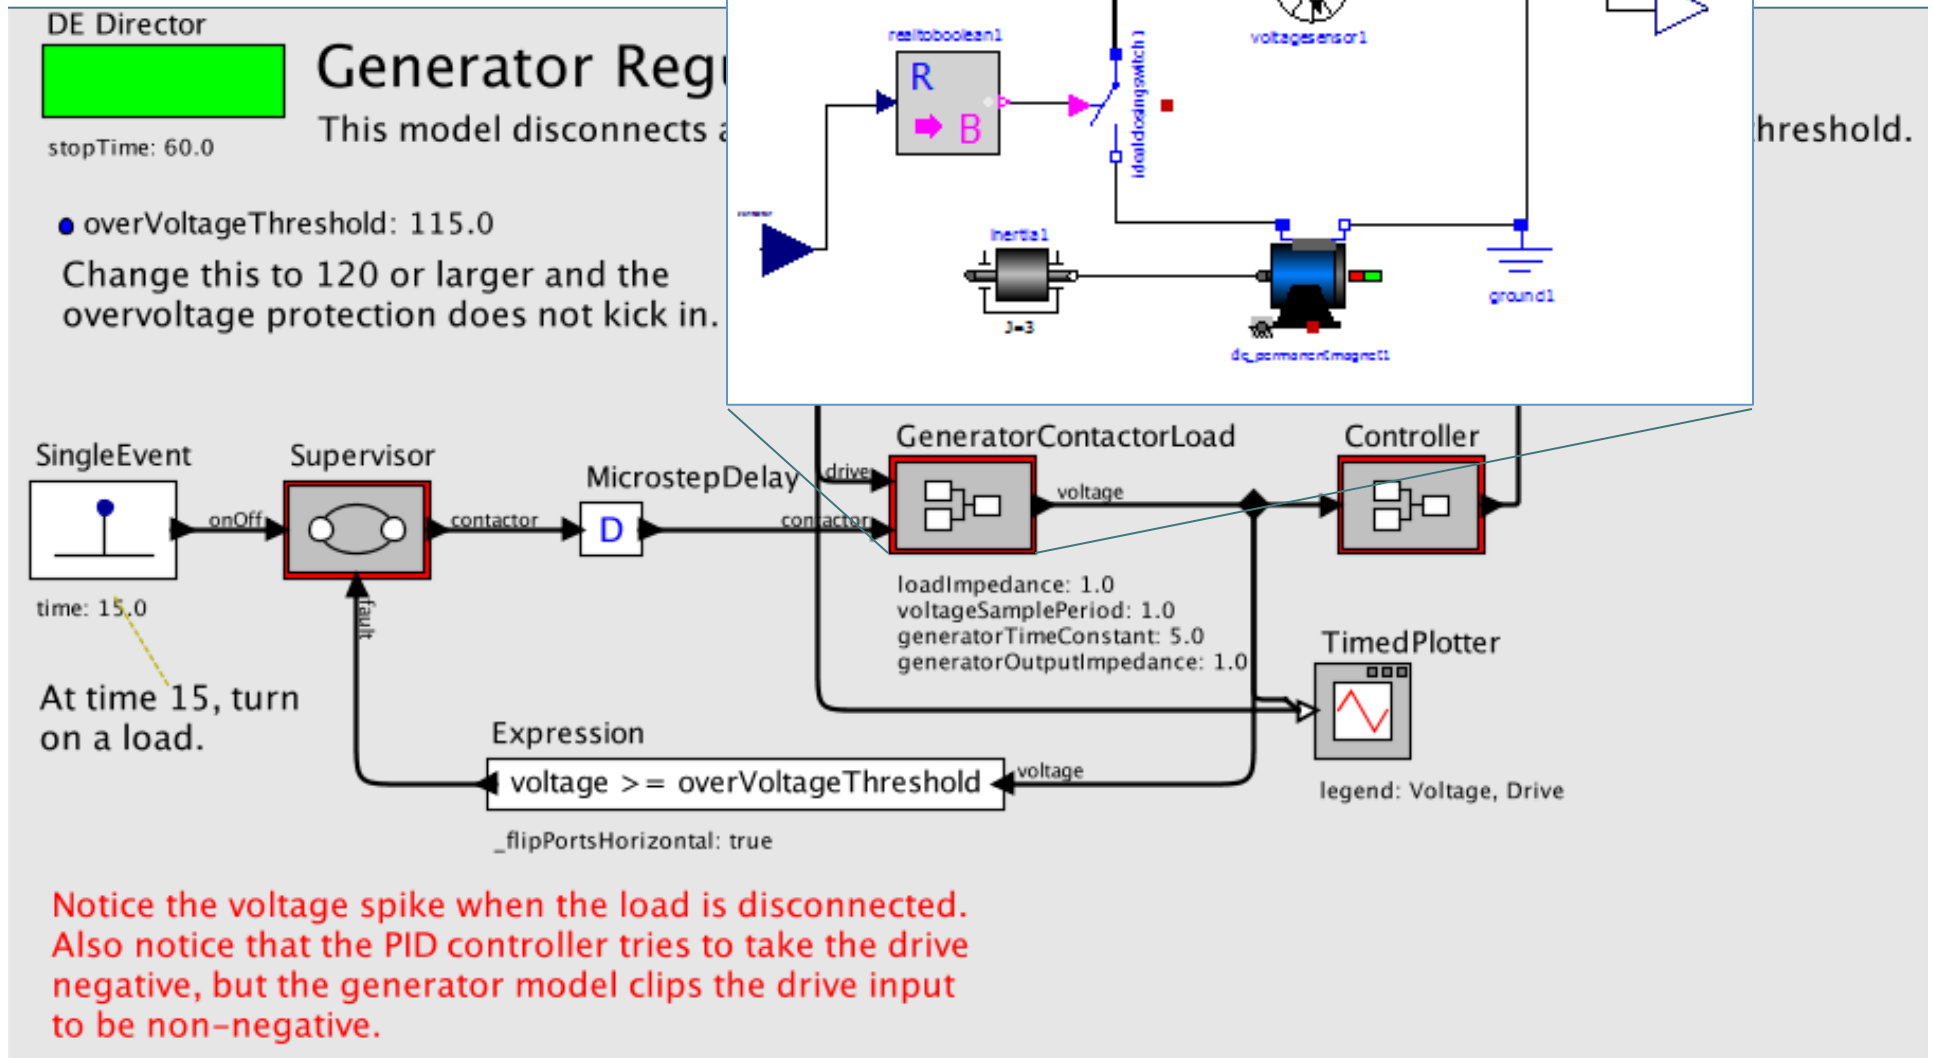 DE Director
Generator Regu
This model disconnects a
hreshold.
stopTime: 60.0
overVoltageThreshold: 115.0
Change this to 120 or larger and the
overvoltage protection does not kick in.
realtoboolean1
R
B
idealclosingswitch1
voltagesensor1
inertia1
J=3
dc_permanentmagnet1
ground1
SingleEvent
onOff
time: 15.0
At time 15, turn
on a load.
Supervisor
contactor
fault
MicrostepDelay
D
drive
contactor
GeneratorContactorLoad
voltage
loadImpedance: 1.0
voltageSamplePeriod: 1.0
generatorTimeConstant: 5.0
generatorOutputImpedance: 1.0
Controller
TimedPlotter
legend: Voltage, Drive
Expression
voltage >= overVoltageThreshold
voltage
_flipPortsHorizontal: true
Notice the voltage spike when the load is disconnected.
Also notice that the PID controller tries to take the drive
negative, but the generator model clips the drive input
to be non-negative.